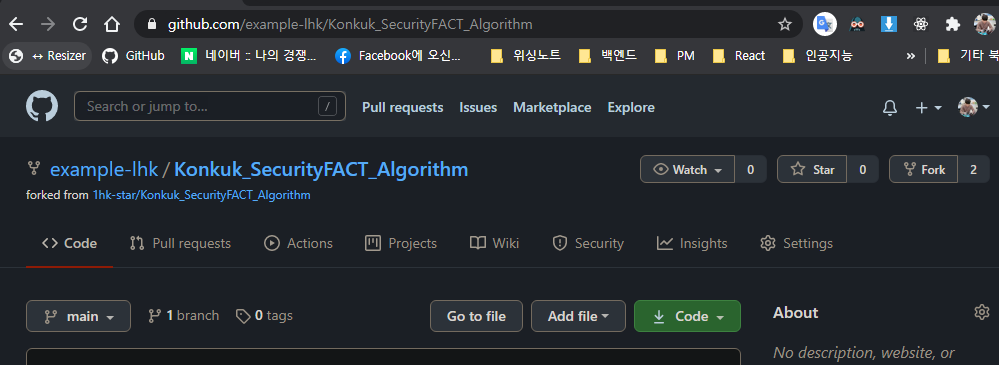 github.com/example-lhk/Konkuk_SecurityFACT_Algorithm
↔ Resizer GitHub N 네이버 :: 나의 경쟁... Facebook에 오신... 위싱노트 백엔드 PM React 인공지능 » 기타 북
Search or jump to... / Pull requests Issues Marketplace Explore
example-lhk / Konkuk_SecurityFACT_Algorithm Watch 0 Star 0 Fork 2
forked from 1hk-star/Konkuk_SecurityFACT_Algorithm
Code Pull requests Actions Projects Wiki Security Insights Settings
main 1 branch 0 tags Go to file Add file Code About
No description, website, or